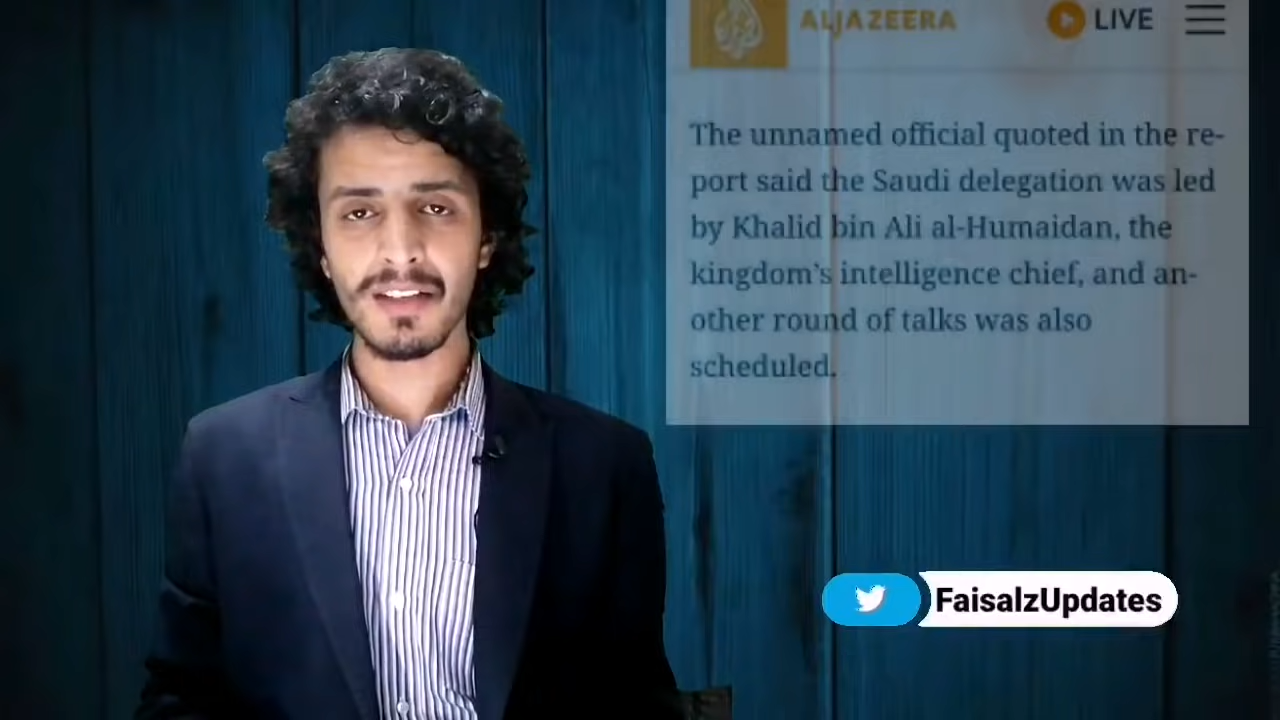 ALJAZEERA
LIVE
The unnamed official quoted in the re-
port said the Saudi delegation was led
by Khalid bin Ali al-Humaidan, the
kingdom's intelligence chief, and an-
other round of talks was also
scheduled.
FaisalzUpdates